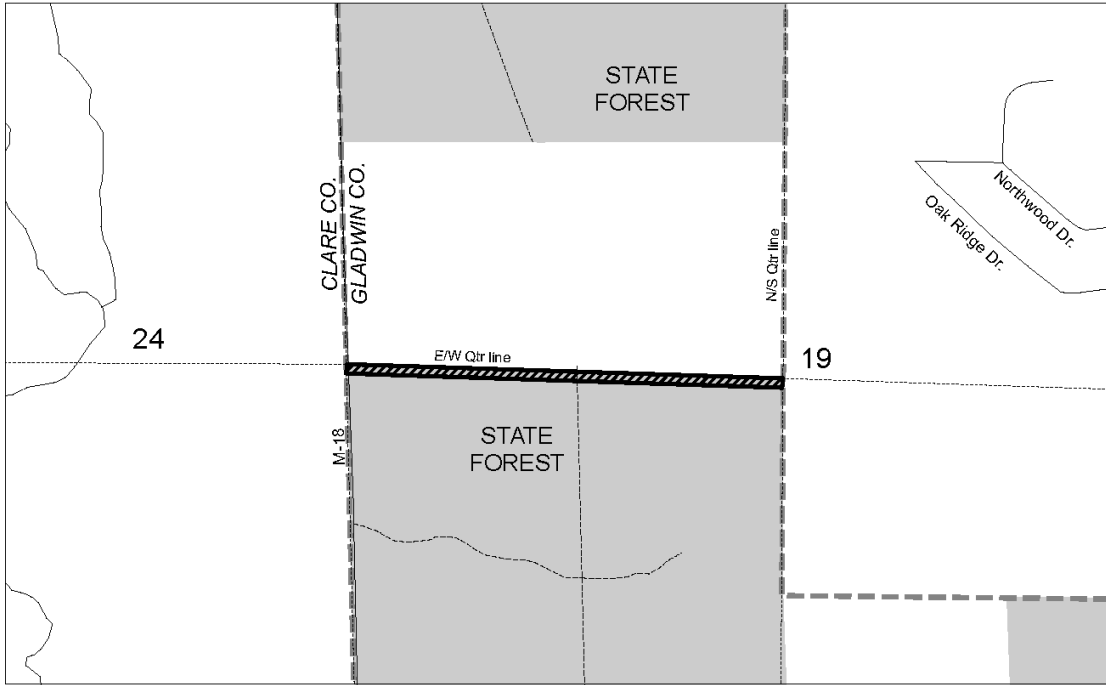 STATE
FOREST
CLARE CO.
GLADWIN CO.
N/S Qtr line
Northwood Dr.
Oak Ridge Dr.
24
E/W Qtr line
19
M-18
STATE
FOREST